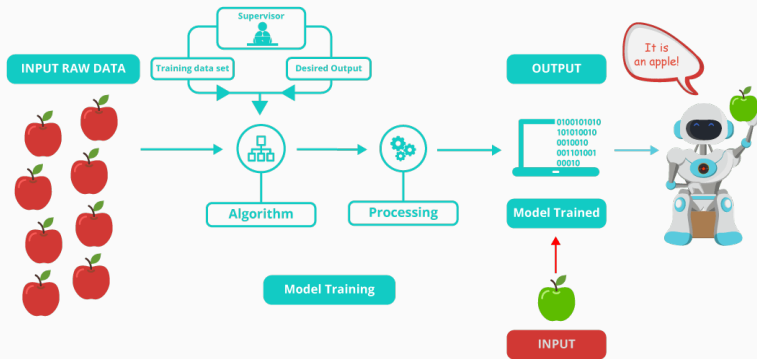 Supervisor
INPUT RAW DATA
Training data set
Desired Output
OUTPUT
It is
an apple!
0100101010
101010010
0010010
001101001
00010
Algorithm
Processing
Model Trained
Model Training
INPUT